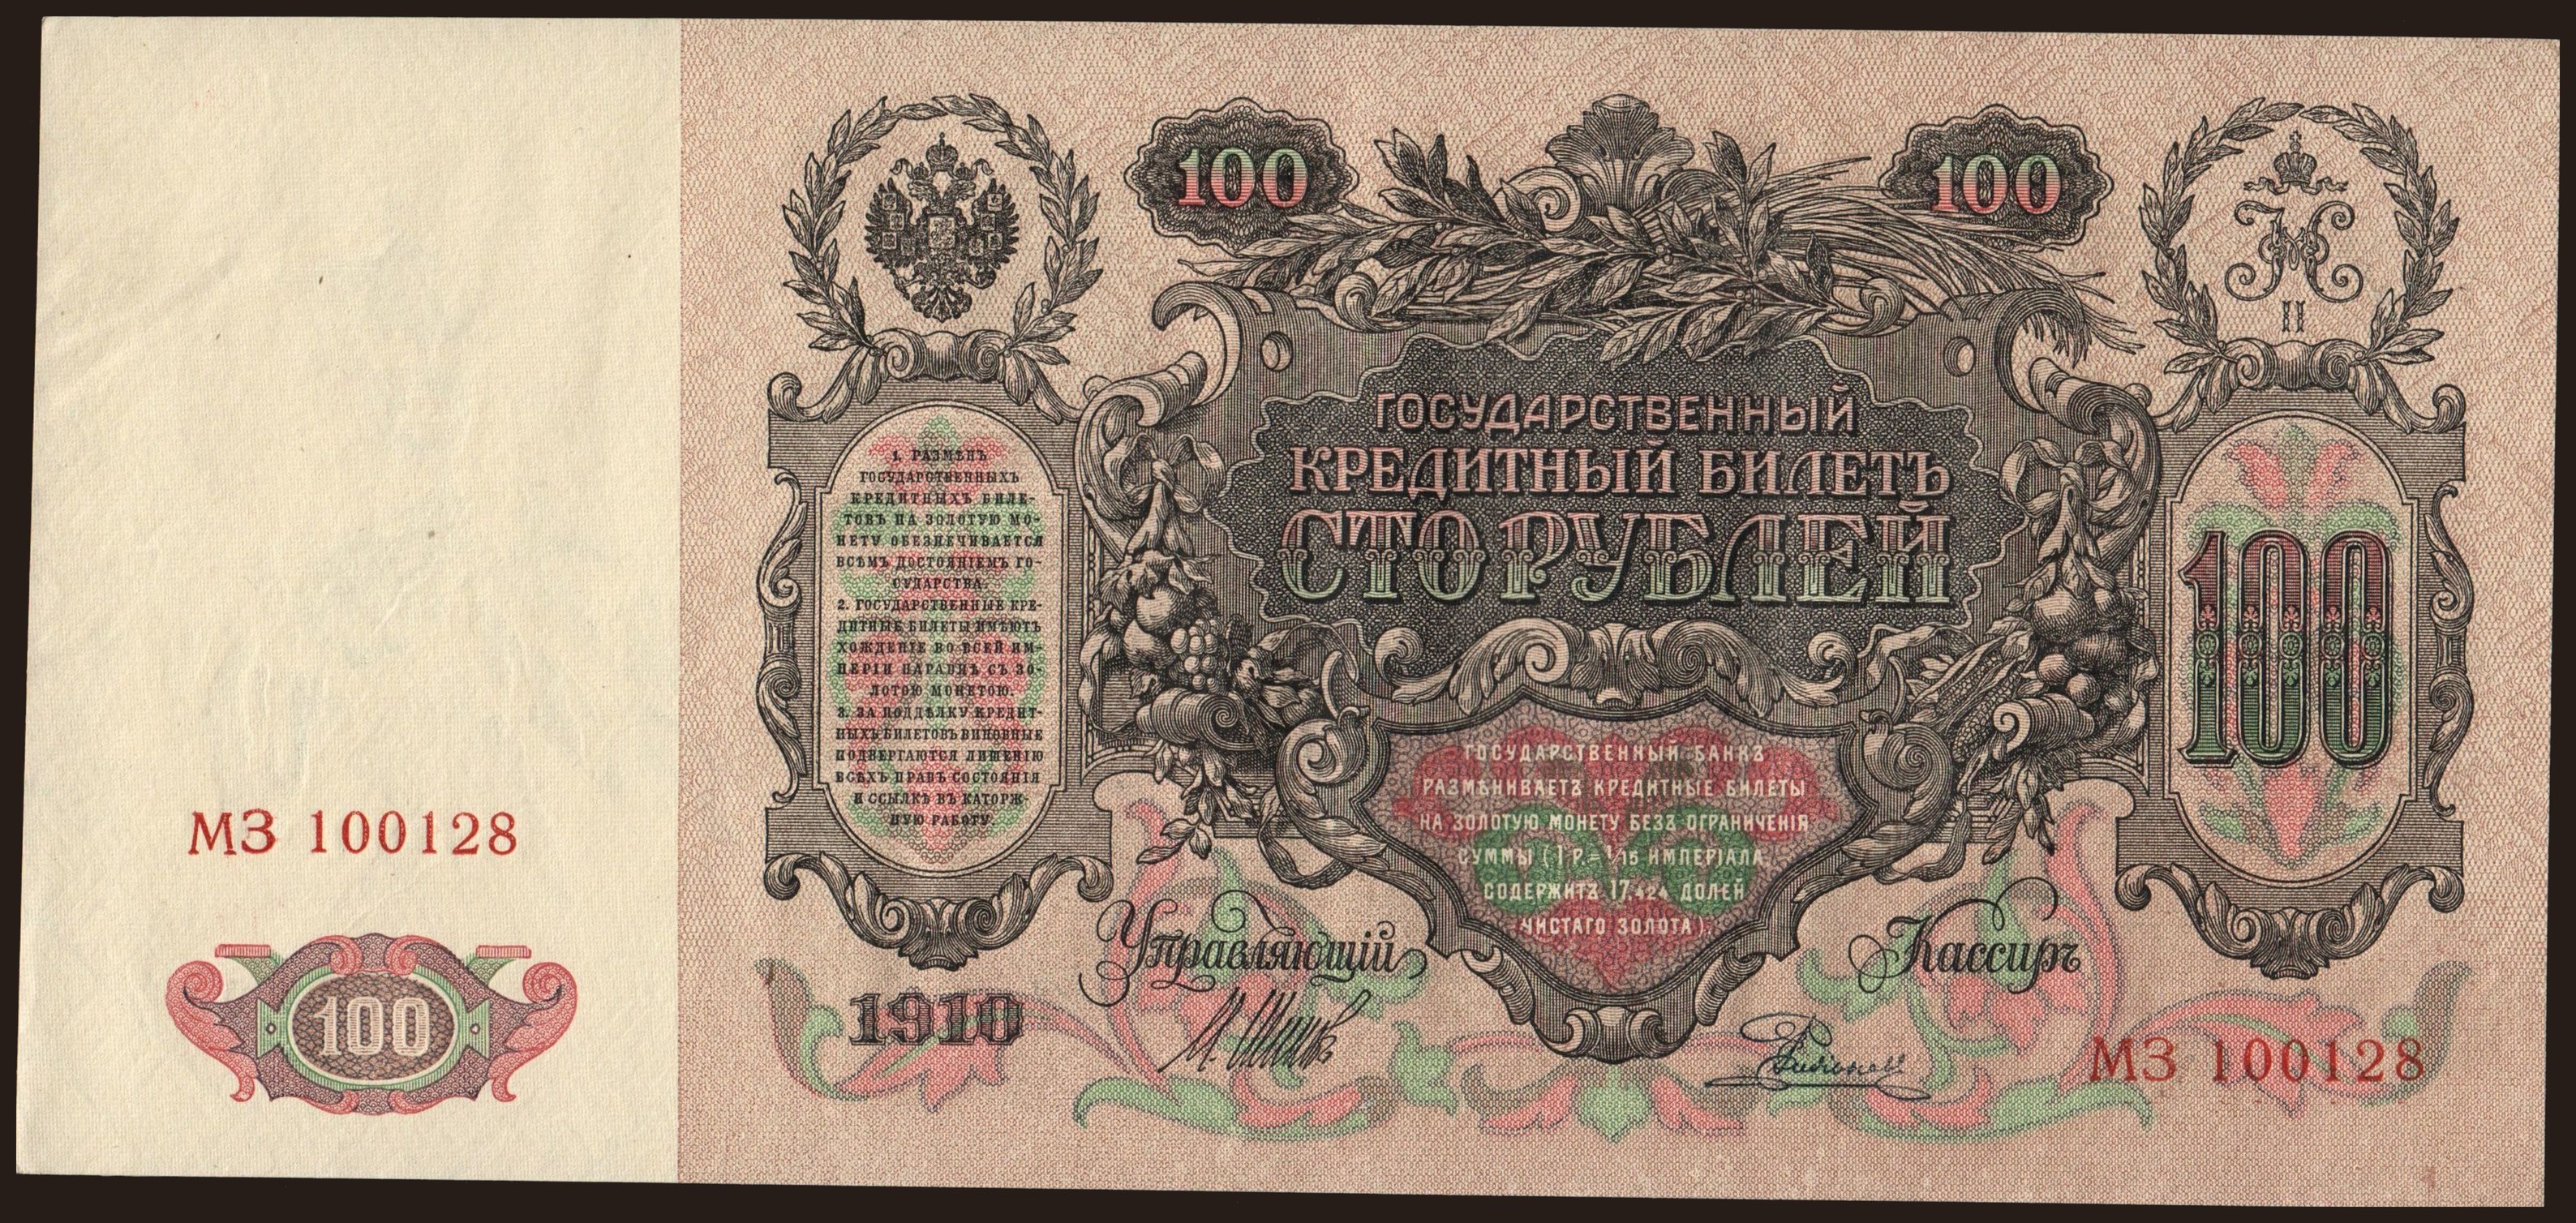 100
100
II
ГОСУДАРСТВЕННЫЙ
КРЕДИТНЫЙ БИЛЕТЪ
СТО РУБЛЕЙ
1. РАЗМѢНЪ
ГОСУДАРСТВЕННЫХЪ
КРЕДИТНЫХЪ БИЛЕ-
ТОВЪ НА ЗОЛОТУЮ МО-
НЕТУ ОБЕЗПЕЧИВАЕТСЯ
ВСѢМЪ ДОСТОЯНІЕМЪ ГО-
СУДАРСТВА.
2. ГОСУДАРСТВЕННЫЕ КРЕ-
ДИТНЫЕ БИЛЕТЫ ИМѢЮТЪ
ХОЖДЕНІЕ ВО ВСЕЙ ИМ-
ПЕРІИ НАРАВНѢ СЪ ЗО-
ЛОТОЮ МОНЕТОЮ.
3. ЗА ПОДДѢЛКУ КРЕДИТ-
НЫХЪ БИЛЕТОВЪ ВИНОВНЫЕ
ПОДВЕРГАЮТСЯ ЛИШЕНІЮ
ВСѢХЪ ПРАВЪ СОСТОЯНІЯ
И ССЫЛКѢ ВЪ КАТОРЖ-
НУЮ РАБОТУ.
100
ГОСУДАРСТВЕННЫЙ БАНКЪ
РАЗМѢНИВАЕТЪ КРЕДИТНЫЕ БИЛЕТЫ
НА ЗОЛОТУЮ МОНЕТУ БЕЗЪ ОГРАНИЧЕНІЯ
СУММЫ (1 Р.= 1/15 ИМПЕРІАЛА,
СОДЕРЖИТЪ 17,424 ДОЛЕЙ
ЧИСТАГО ЗОЛОТА).
МЗ 100128
100
Управляющій
Кассиръ
1910
МЗ 100128